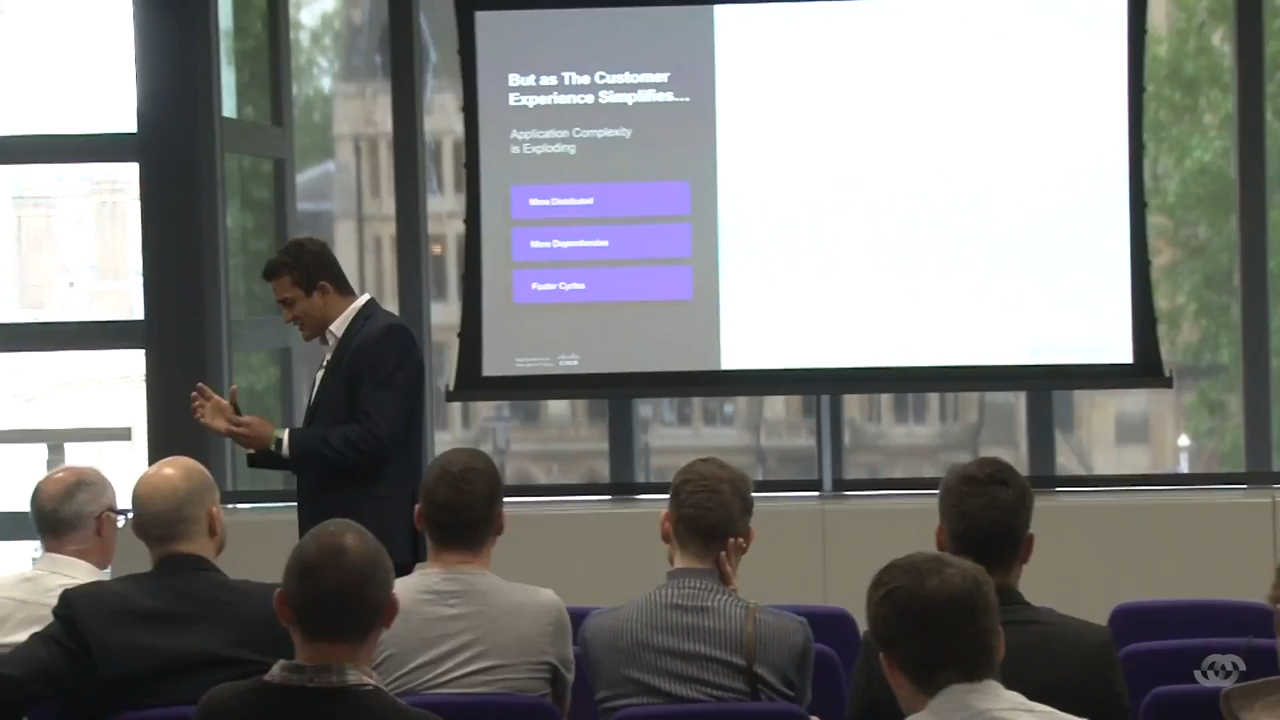 But as The Customer
Experience Simplifies...
Application Complexity
is Exploding
More Distributed
More Dependencies
Faster Cycles